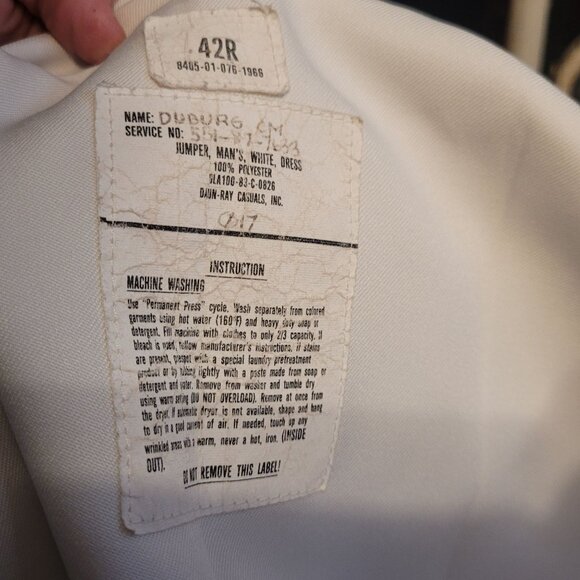 42R
8405-01-076-1966
NAME: DUBURG CM
SERVICE NO:
JUMPER, MAN'S, WHITE, DRESS
100% POLYESTER
DLA100-83-C-0826
DAUN-RAY CASUALS, INC.
INSTRUCTION
MACHINE WASHING
Use "Permanent Press" cycle. Wash separately from colored
garments using hot water (160°F) and heavy duty soap or
detergent. Fill machine with clothes to only 2/3 capacity. If
bleach is used, follow manufacturer's instructions. If stains
are present, prespot with a special laundry pretreatment
product or by rubbing lightly with a paste made from soap or
detergent and water. Remove from washer and tumble dry
using warm setting (DO NOT OVERLOAD). Remove at once from
the dryer. If automatic dryer is not available, shape and hang
to dry in a good current of air. If needed, touch up any
wrinkled areas with a warm, never a hot, iron. (INSIDE
OUT).
DO NOT REMOVE THIS LABEL!